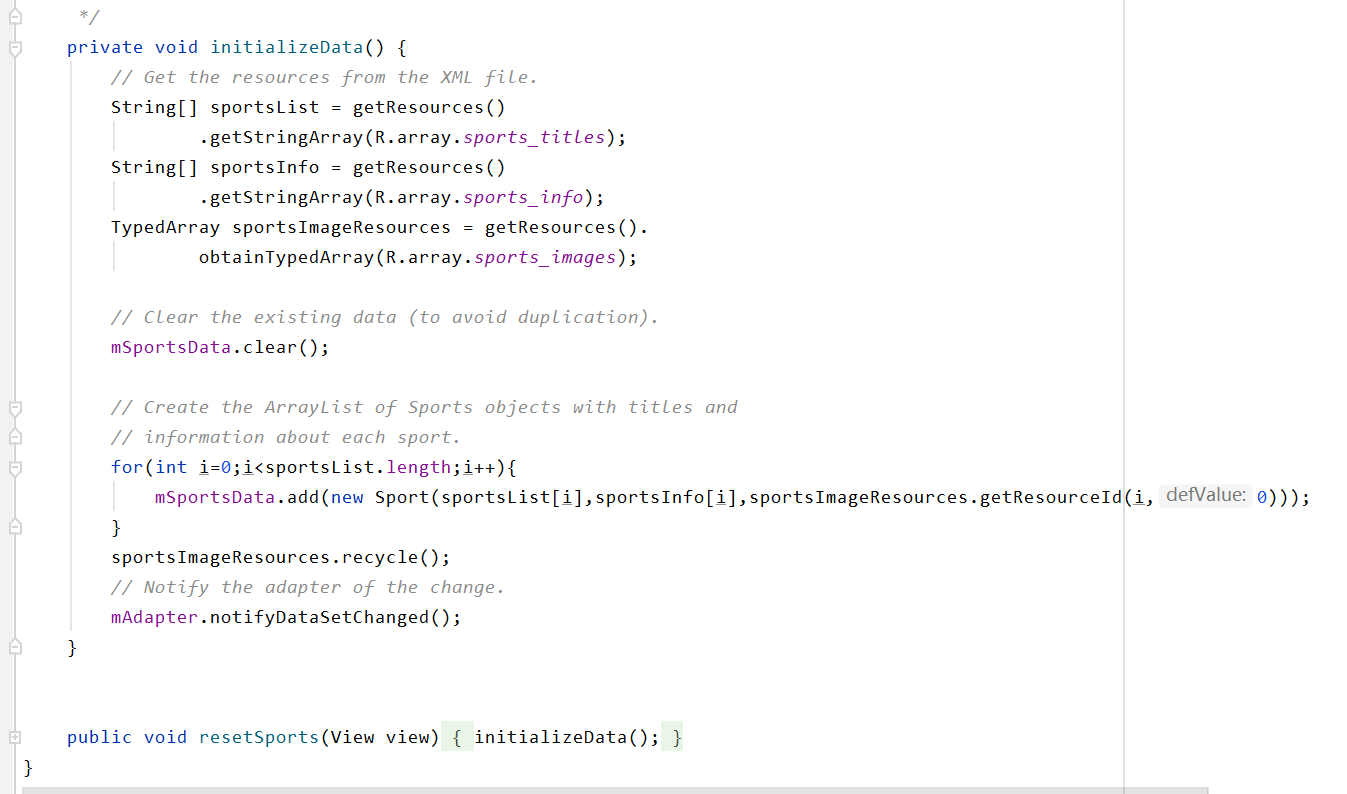 */
private void initializeData() {
// Get the resources from the XML file.
String[] sportsList = getResources()
.getStringArray(R.array.sports_titles);
String[] sportsInfo = getResources()
.getStringArray(R.array.sports_info);
TypedArray sportsImageResources = getResources().
obtainTypedArray(R.array.sports_images);
// Clear the existing data (to avoid duplication).
mSportsData.clear();
// Create the ArrayList of Sports objects with titles and
// information about each sport.
for(int i=0;i<sportsList.length;i++){
mSportsData.add(new Sport(sportsList[i],sportsInfo[i],sportsImageResources.getResourceId(i, defValue: 0)));
}
sportsImageResources.recycle();
// Notify the adapter of the change.
mAdapter.notifyDataSetChanged();
}
public void resetSports(View view) { initializeData(); }
}